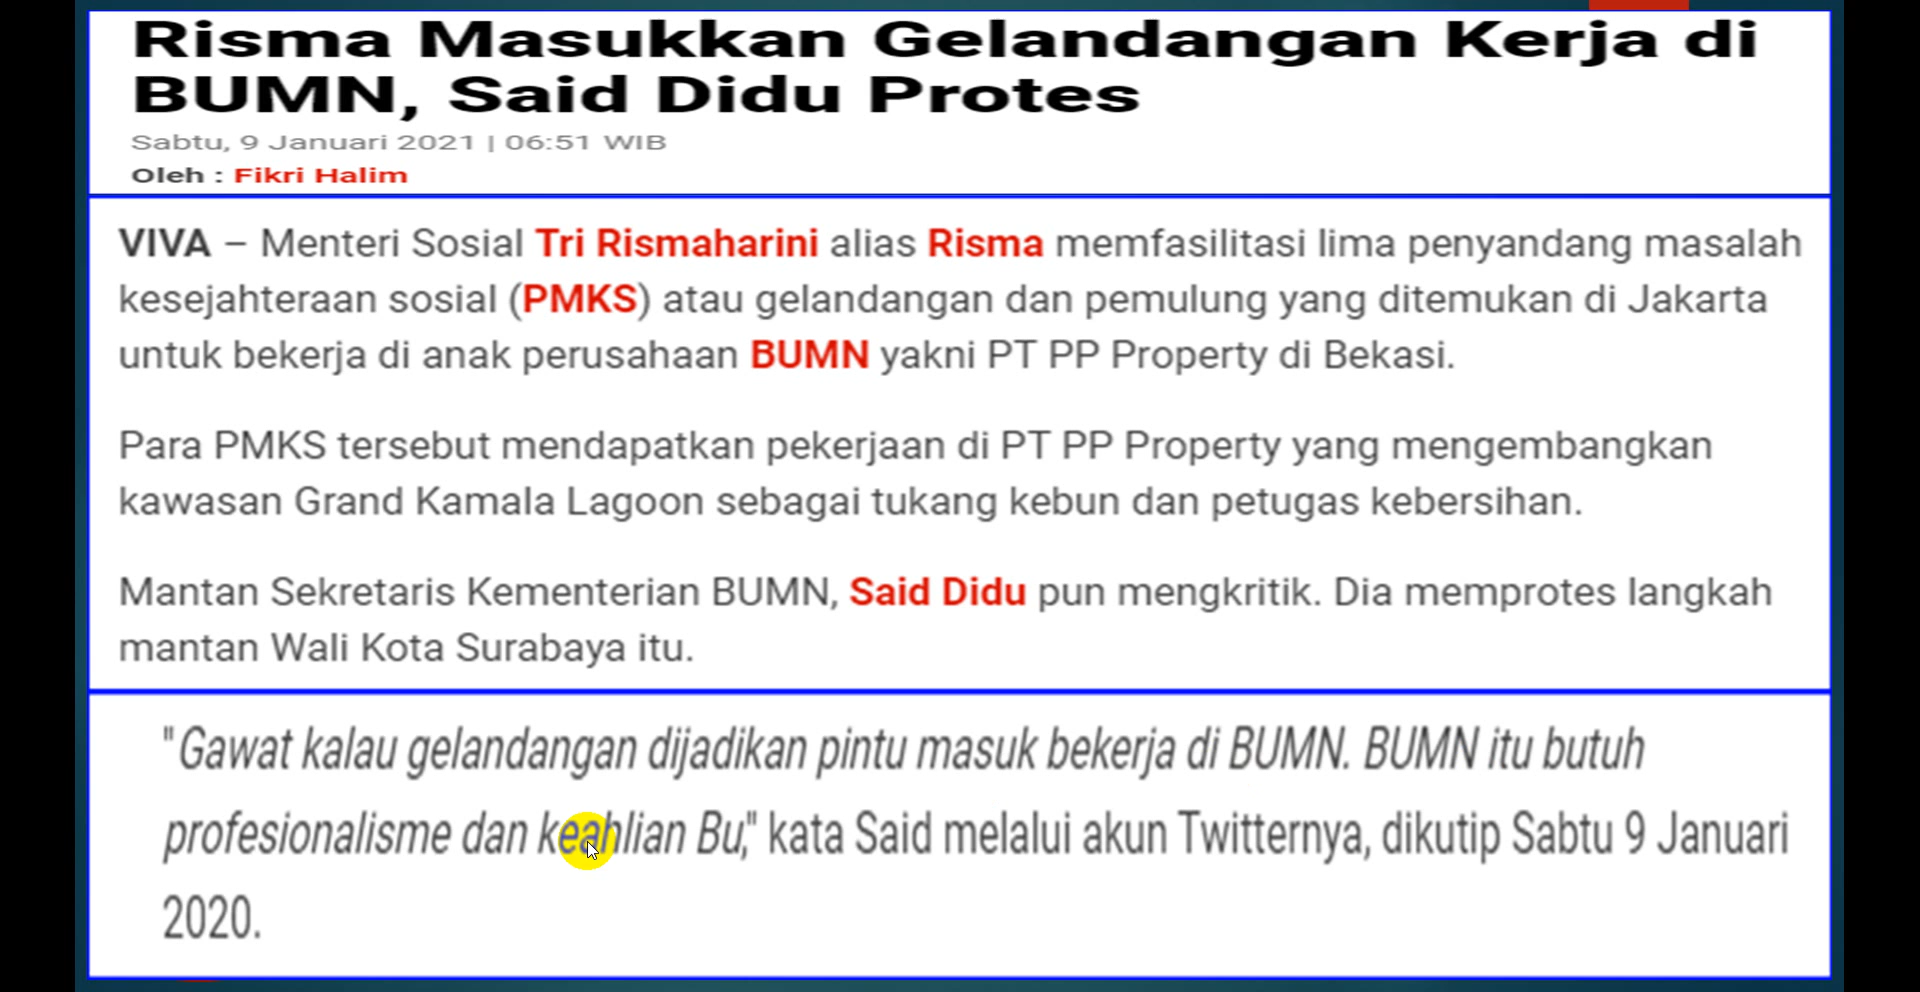 Risma Masukkan Gelandangan Kerja di
BUMN, Said Didu Protes
Sabtu, 9 Januari 2021 | 06:51 WIB
Oleh : Fikri Halim
VIVA – Menteri Sosial Tri Rismaharini alias Risma memfasilitasi lima penyandang masalah
kesejahteraan sosial (PMKS) atau gelandangan dan pemulung yang ditemukan di Jakarta
untuk bekerja di anak perusahaan BUMN yakni PT PP Property di Bekasi.
Para PMKS tersebut mendapatkan pekerjaan di PT PP Property yang mengembangkan
kawasan Grand Kamala Lagoon sebagai tukang kebun dan petugas kebersihan.
Mantan Sekretaris Kementerian BUMN, Said Didu pun mengkritik. Dia memprotes langkah
mantan Wali Kota Surabaya itu.
"Gawat kalau gelandangan dijadikan pintu masuk bekerja di BUMN. BUMN itu butuh
profesionalisme dan keahlian Bu," kata Said melalui akun Twitternya, dikutip Sabtu 9 Januari
2020.